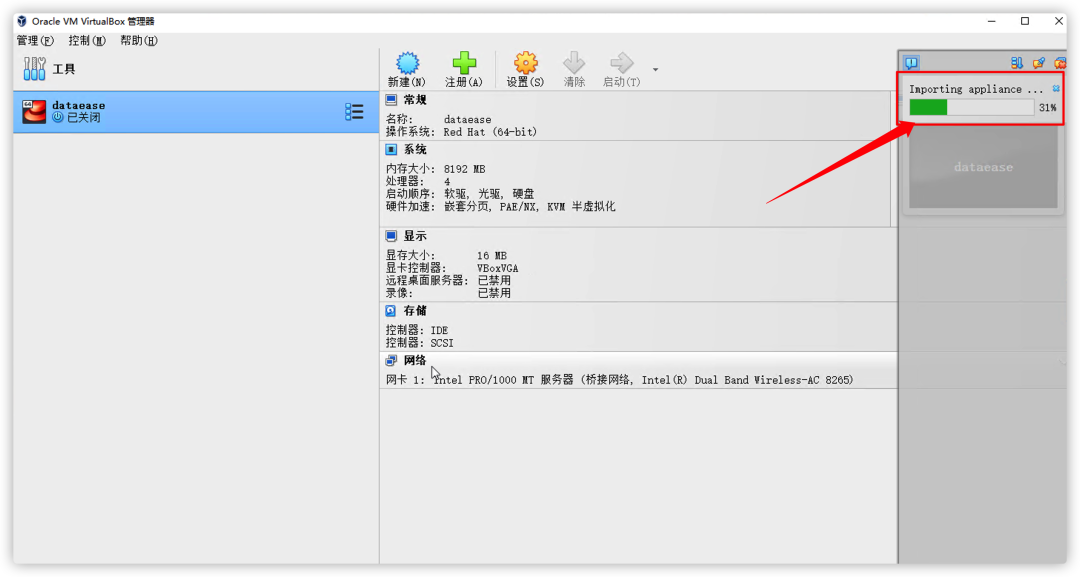 Oracle VM VirtualBox 管理器
管理(F) 控制(M) 帮助(H)
工具
新建(N) 注册(A) 设置(S) 清除 启动(T)
64
dataease
已关闭
常规
名称: dataease
操作系统: Red Hat (64-bit)
系统
内存大小: 8192 MB
处理器: 4
启动顺序: 软驱, 光驱, 硬盘
硬件加速: 嵌套分页, PAE/NX, KVM 半虚拟化
显示
显存大小: 16 MB
显卡控制器: VBoxVGA
远程桌面服务器: 已禁用
录像: 已禁用
存储
控制器: IDE
控制器: SCSI
网络
网卡 1: Intel PRO/1000 MT 服务器 (桥接网络, Intel(R) Dual Band Wireless-AC 8265)
Importing appliance ...
31%
dataease